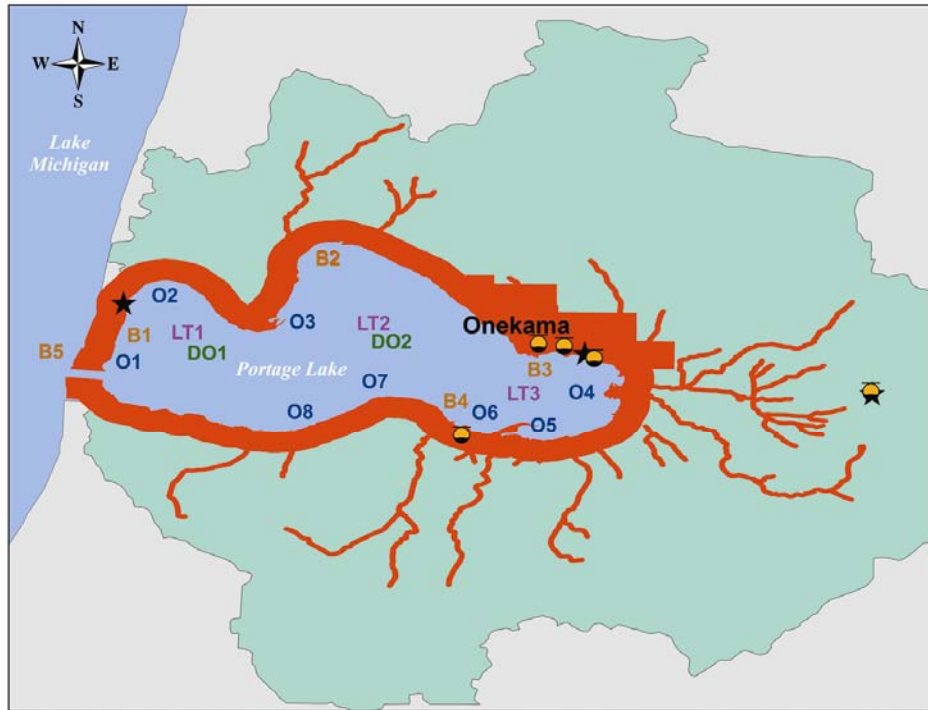 N
W E
S
Lake
Michigan
B2
O2
O3
LT2
Onekama
B1
LT1
DO2
B5
O1
DO1
B3
Portage Lake
O7
LT3
O4
B4
O6
O8
O5